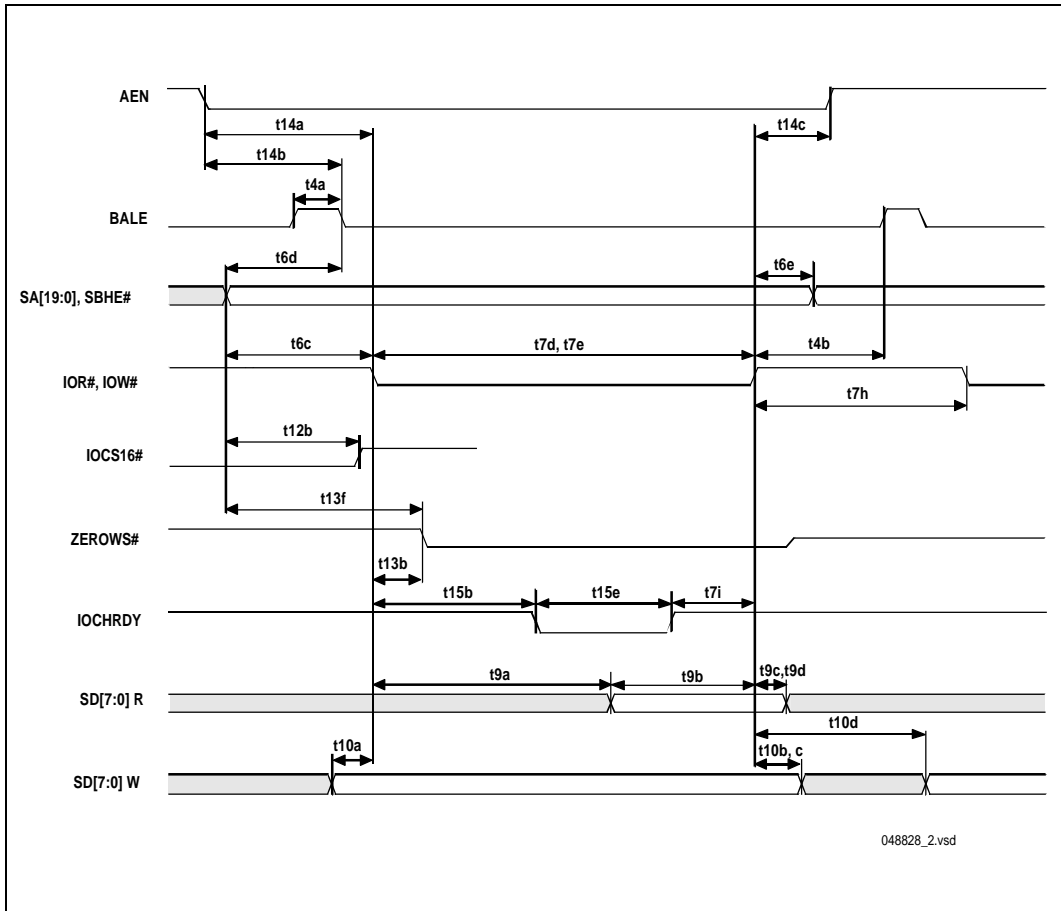 AEN
t14a
t14c
t14b
t4a
BALE
t6d
t6e
SA[19:0], SBHE#
t6c
t7d, t7e
t4b
IOR#, IOW#
t7h
t12b
IOCS16#
t13f
ZEROWS#
t13b
t15b
t15e
t7i
IOCHRDY
t9a
t9b
t9c,t9d
SD[7:0] R
t10d
t10a
t10b, c
SD[7:0] W
048828_2.vsd